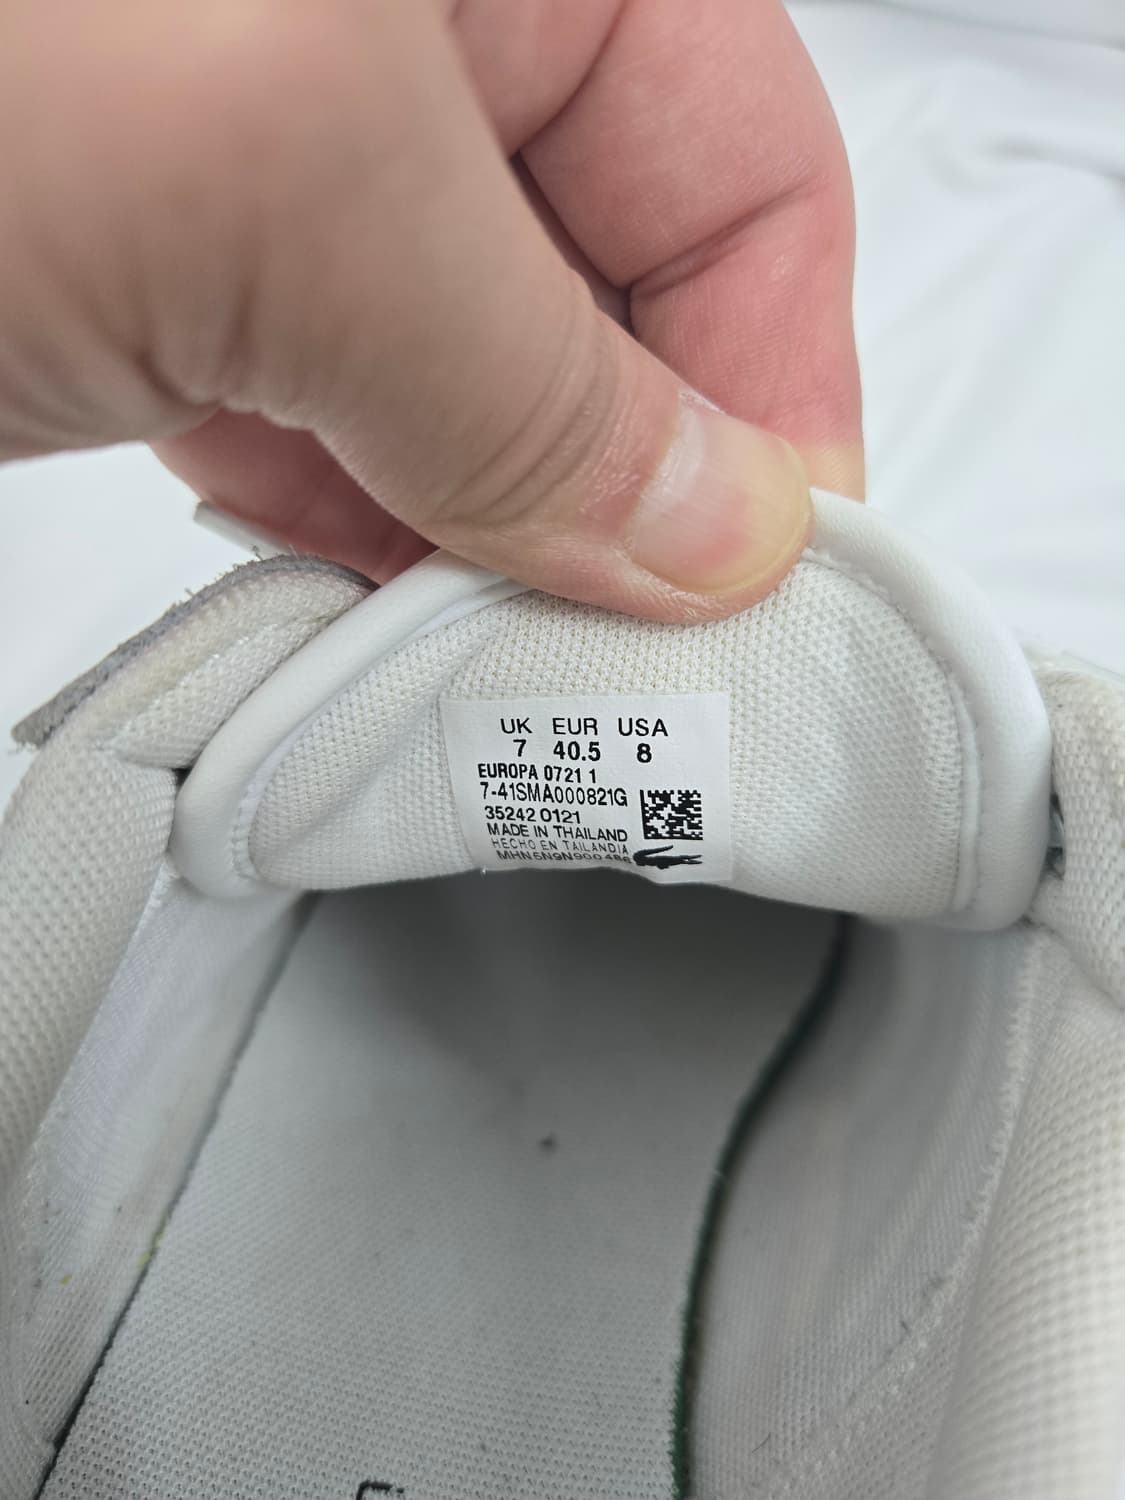 UK EUR USA
7 40.5 8
EUROPA 0721 1
7-41SMA000821G
35242 0121
MADE IN THAILAND
HECHO EN TAILANDIA